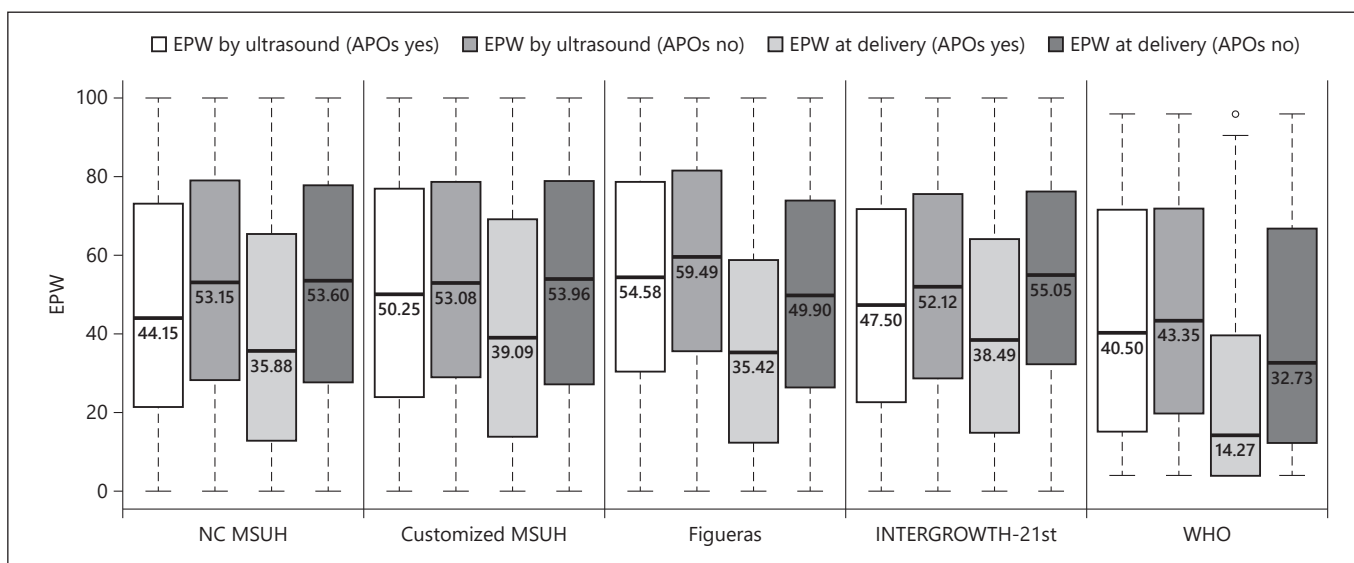 EPW by ultrasound (APOs yes) EPW by ultrasound (APOs no) EPW at delivery (APOs yes) EPW at delivery (APOs no)
EPW
100
80
60
40
20
0
44.15 53.15 35.88 53.60
50.25 53.08 39.09 53.96
54.58 59.49 35.42 49.90
47.50 52.12 38.49 55.05
40.50 43.35 14.27 32.73
NC MSUH Customized MSUH Figueras INTERGROWTH-21st WHO